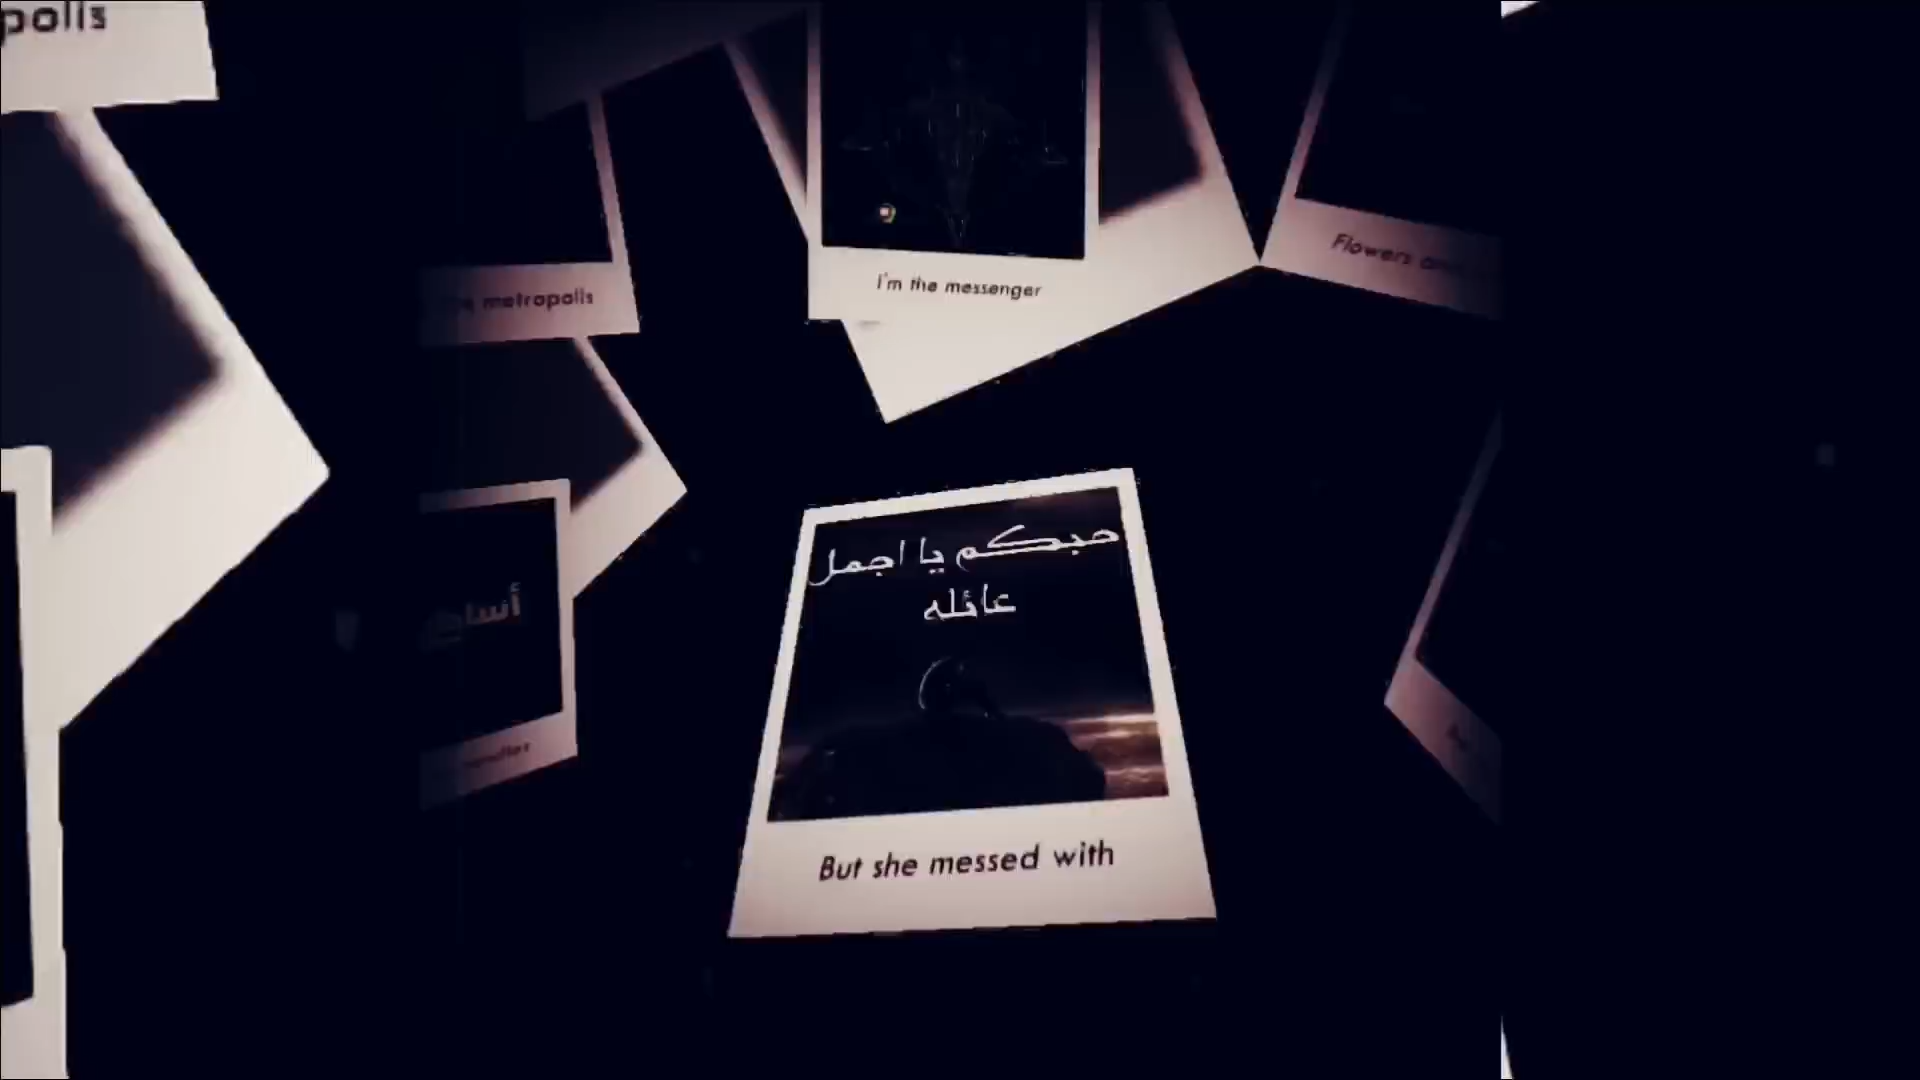 polis
metropolis
I'm the messenger
Flowers
حبكم يا اجمل
عائله
But she messed with